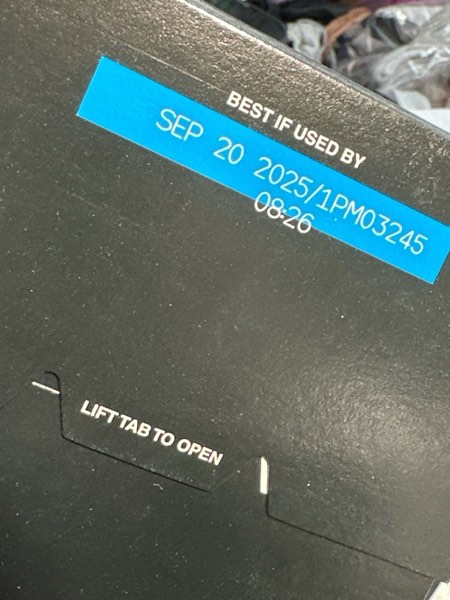 BEST IF USED BY
SEP 20 2025/1PM03245
08:26
LIFT TAB TO OPEN